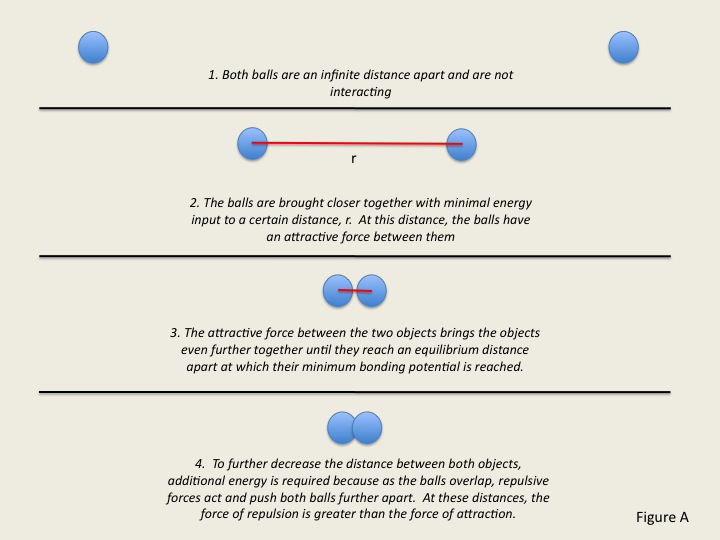 1. Both balls are an infinite distance apart and are not
interacting
r
2. The balls are brought closer together with minimal energy
input to a certain distance, r. At this distance, the balls have
an attractive force between them
3. The attractive force between the two objects brings the objects
even further together until they reach an equilibrium distance
apart at which their minimum bonding potential is reached.
4. To further decrease the distance between both objects,
additional energy is required because as the balls overlap, repulsive
forces act and push both balls further apart. At these distances, the
force of repulsion is greater than the force of attraction.
Figure A